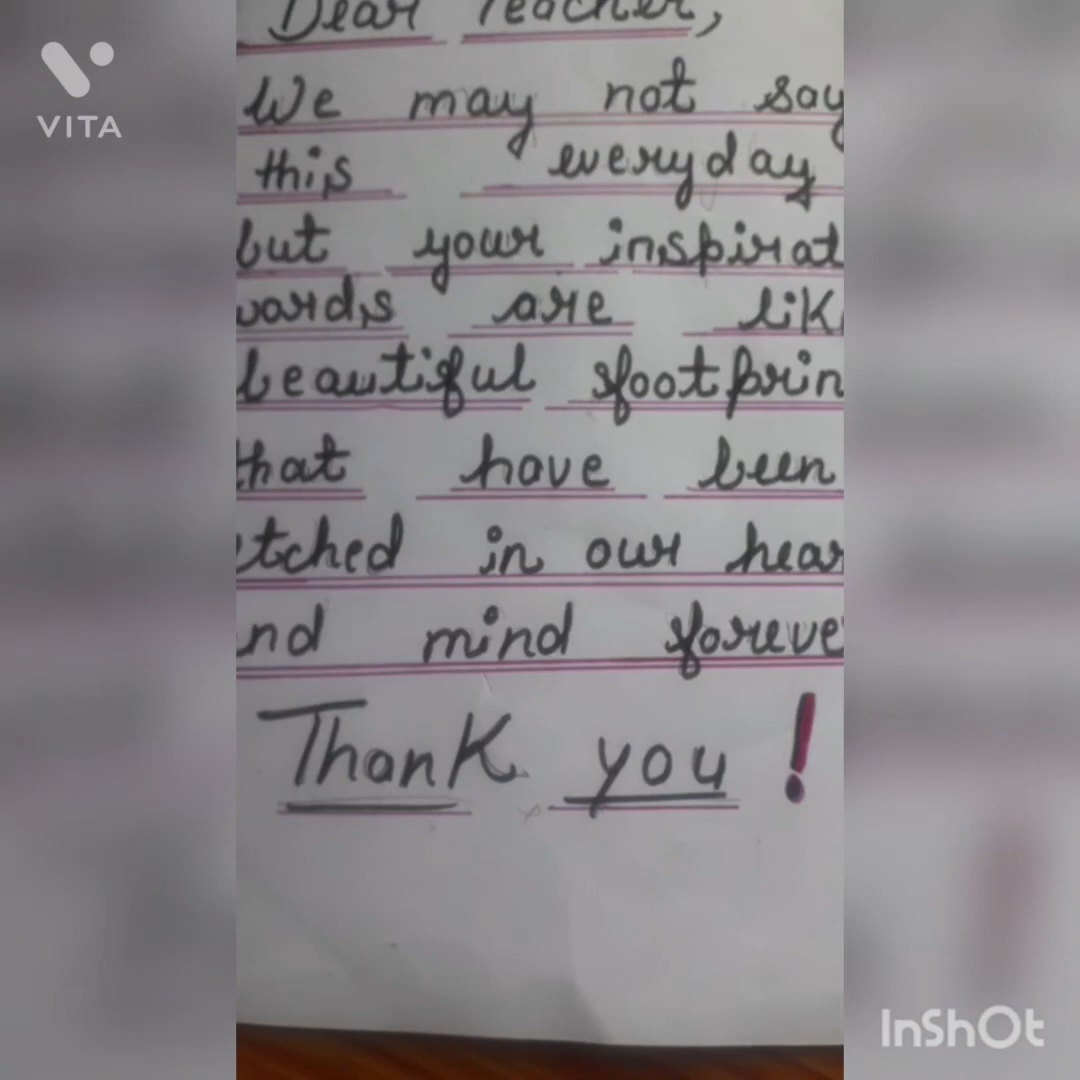 Dear Teacher,
We may not say
this everyday
but your inspirat
words are lik
beautiful footprin
that have been
etched in our hear
nd mind foreve
Thank you!
VITA
InShOt